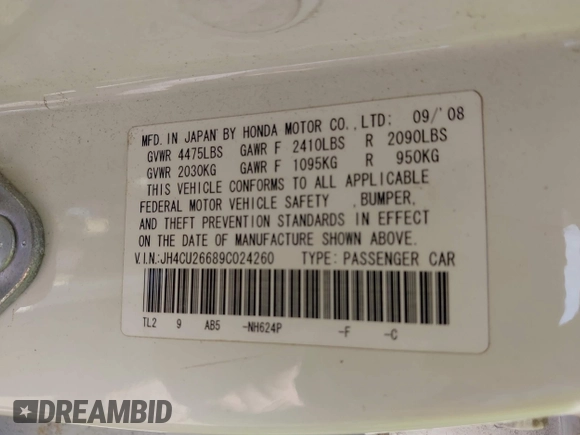 MFD. IN JAPAN BY HONDA MOTOR CO., LTD: 09/'08
GVWR 4475LBS GAWR F 2410LBS R 2090LBS
GVWR 2030KG GAWR F 1095KG R 950KG
THIS VEHICLE CONFORMS TO ALL APPLICABLE
FEDERAL MOTOR VEHICLE SAFETY , BUMPER,
AND THEFT PREVENTION STANDARDS IN EFFECT
ON THE DATE OF MANUFACTURE SHOWN ABOVE.
V.I.N.:JH4CU26689C024260 TYPE: PASSENGER CAR
TL2 9 AB5 -NH624P -F -C
DREAMBID